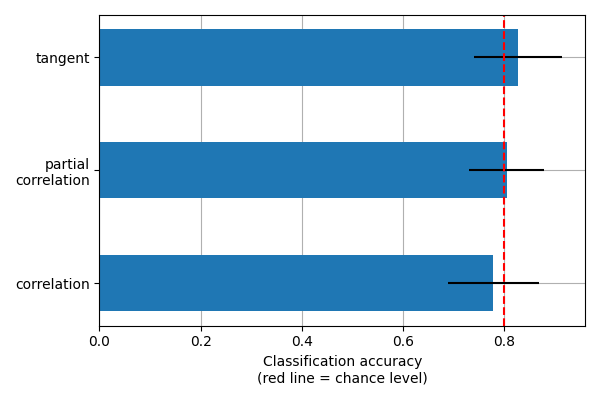 tangent
partial
correlation
correlation
0.0 0.2 0.4 0.6 0.8
Classification accuracy
(red line = chance level)